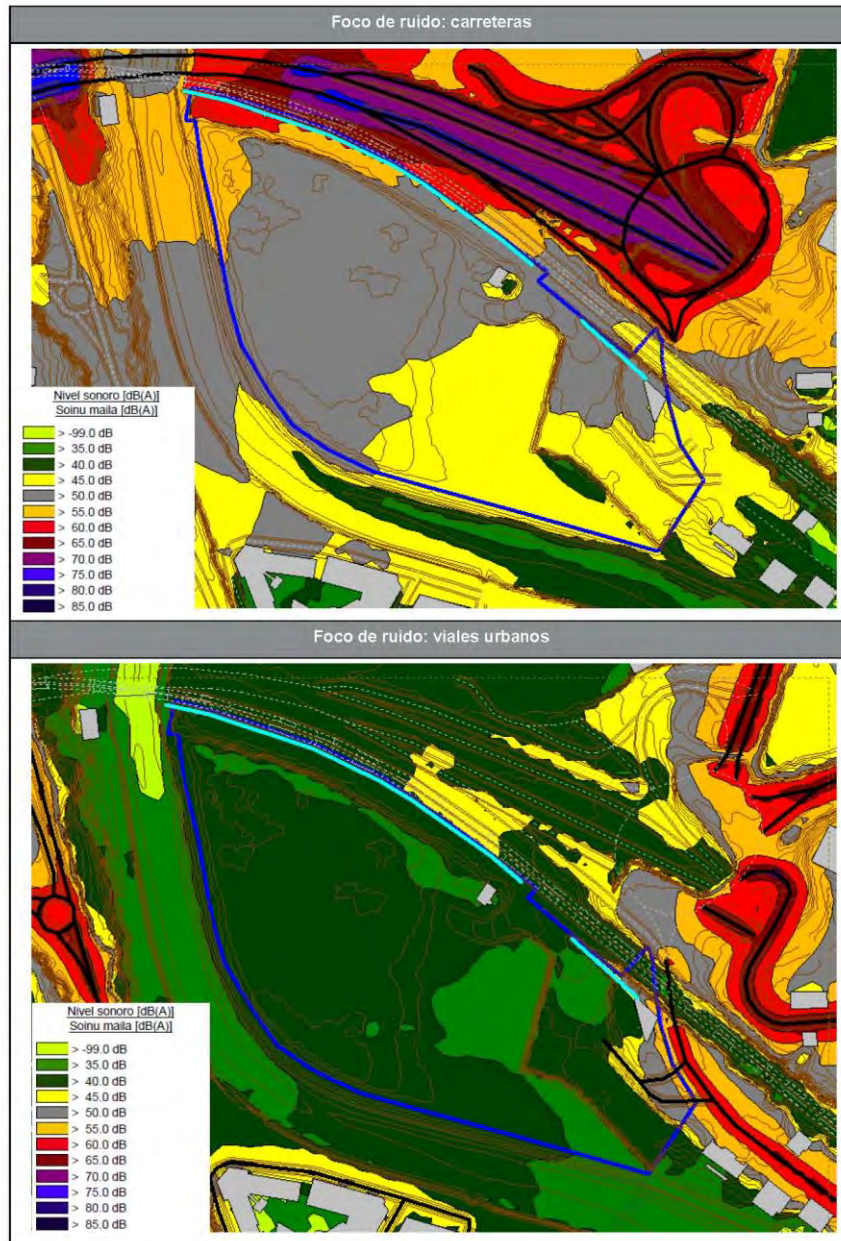 Foco de ruido: carreteras
Nivel sonoro [dB(A)]
Soinu maila [dB(A)]
> -99.0 dB
> 35.0 dB
> 40.0 dB
> 45.0 dB
> 50.0 dB
> 55.0 dB
> 60.0 dB
> 65.0 dB
> 70.0 dB
> 75.0 dB
> 80.0 dB
> 85.0 dB
Foco de ruido: viales urbanos
Nivel sonoro [dB(A)]
Soinu maila [dB(A)]
> -99.0 dB
> 35.0 dB
> 40.0 dB
> 45.0 dB
> 50.0 dB
> 55.0 dB
> 60.0 dB
> 65.0 dB
> 70.0 dB
> 75.0 dB
> 80.0 dB
> 85.0 dB